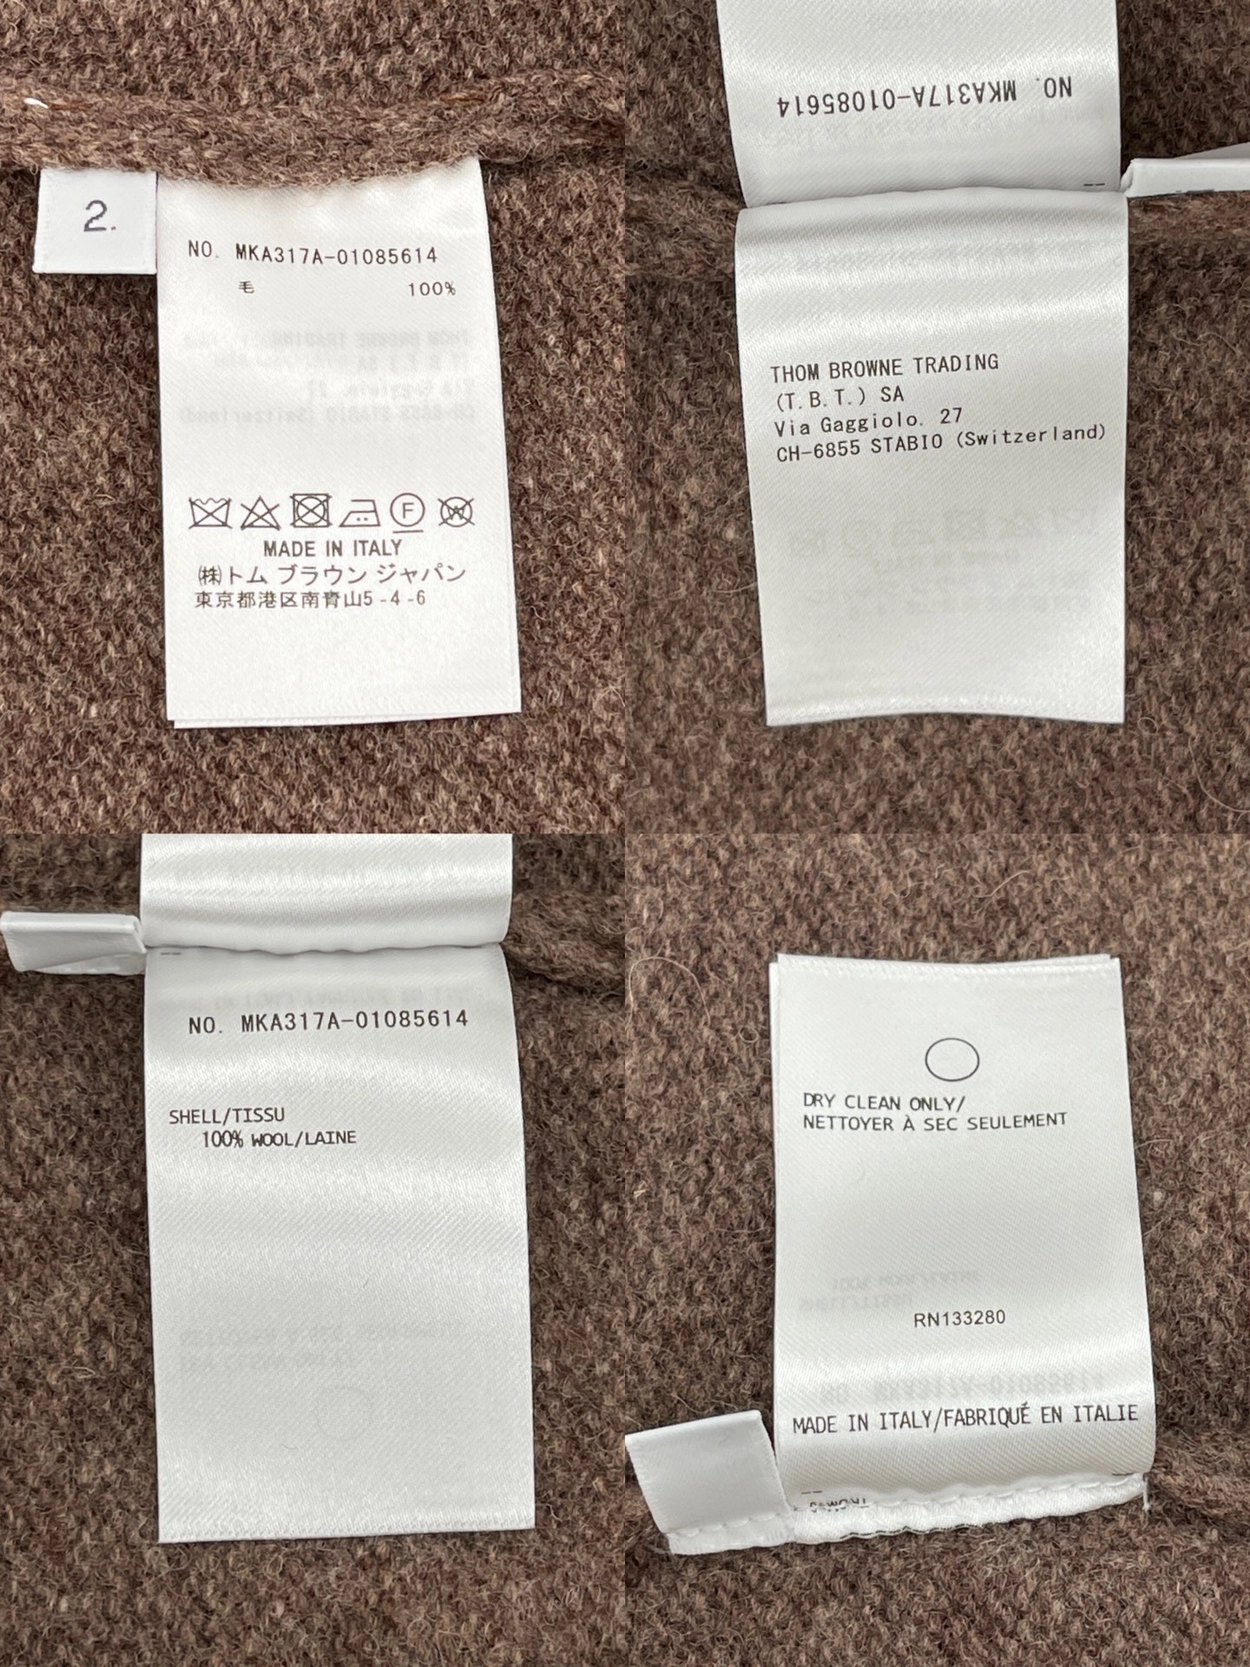 2.
NO. MKA317A-01085614
毛 100%
MADE IN ITALY
㈱トム ブラウン ジャパン
東京都港区南青山5-4-6
NO. MKA317A-01085614
THOM BROWNE TRADING
(T.B.T.) SA
Via Gaggiolo. 27
CH-6855 STABIO (Switzerland)
NO. MKA317A-01085614
SHELL/TISSU
100% WOOL/LAINE
DRY CLEAN ONLY/
NETTOYER À SEC SEULEMENT
RN133280
MADE IN ITALY/FABRIQUÉ EN ITALIE